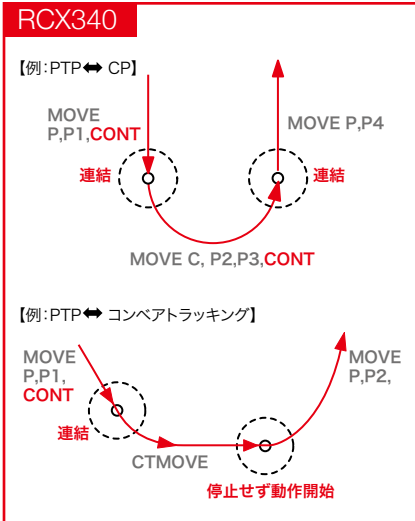 RCX340
【例:PTP⬌ CP】
MOVE
P,P1,CONT
MOVE P,P4
連結
連結
MOVE C, P2,P3,CONT
【例:PTP⬌ コンベアトラッキング】
MOVE
P,P1,
CONT
MOVE
P,P2,
連結
CTMOVE
停止せず動作開始